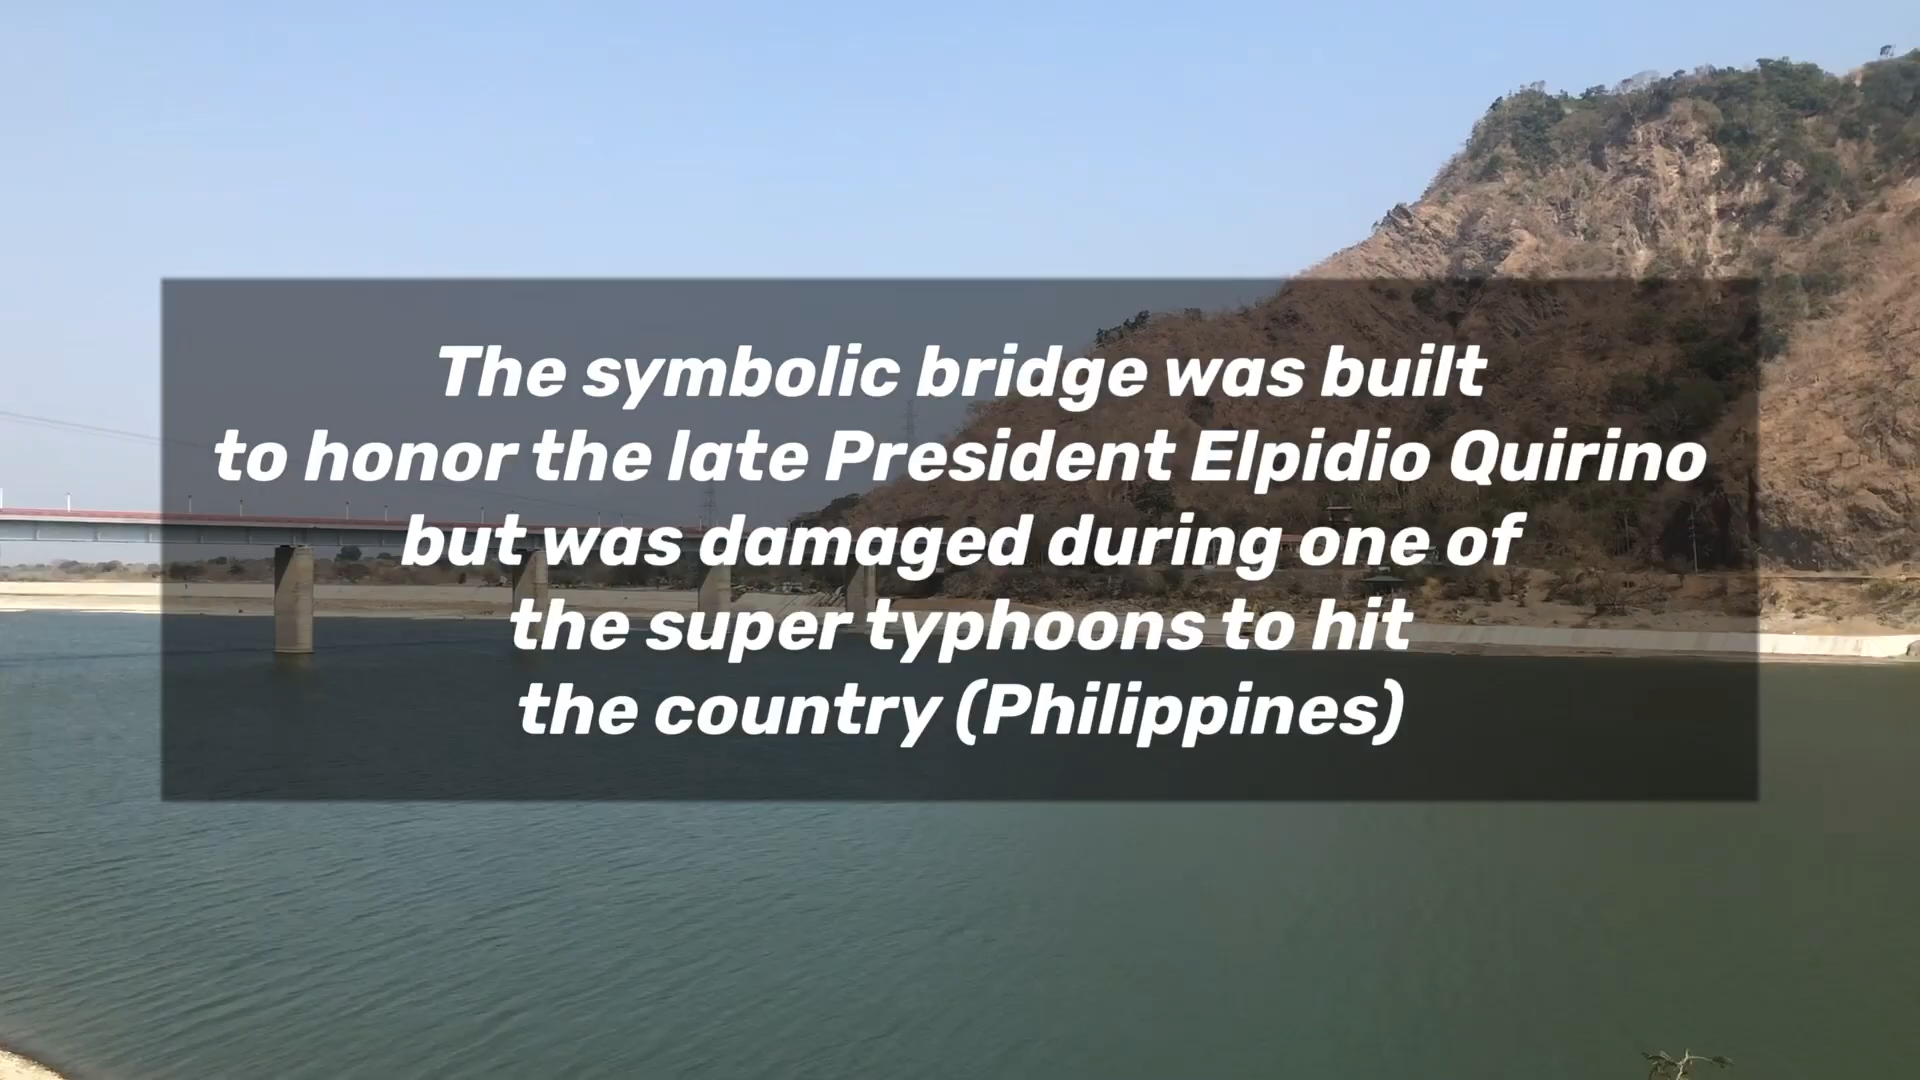 The symbolic bridge was built
to honor the late President Elpidio Quirino
but was damaged during one of
the super typhoons to hit
the country (Philippines)